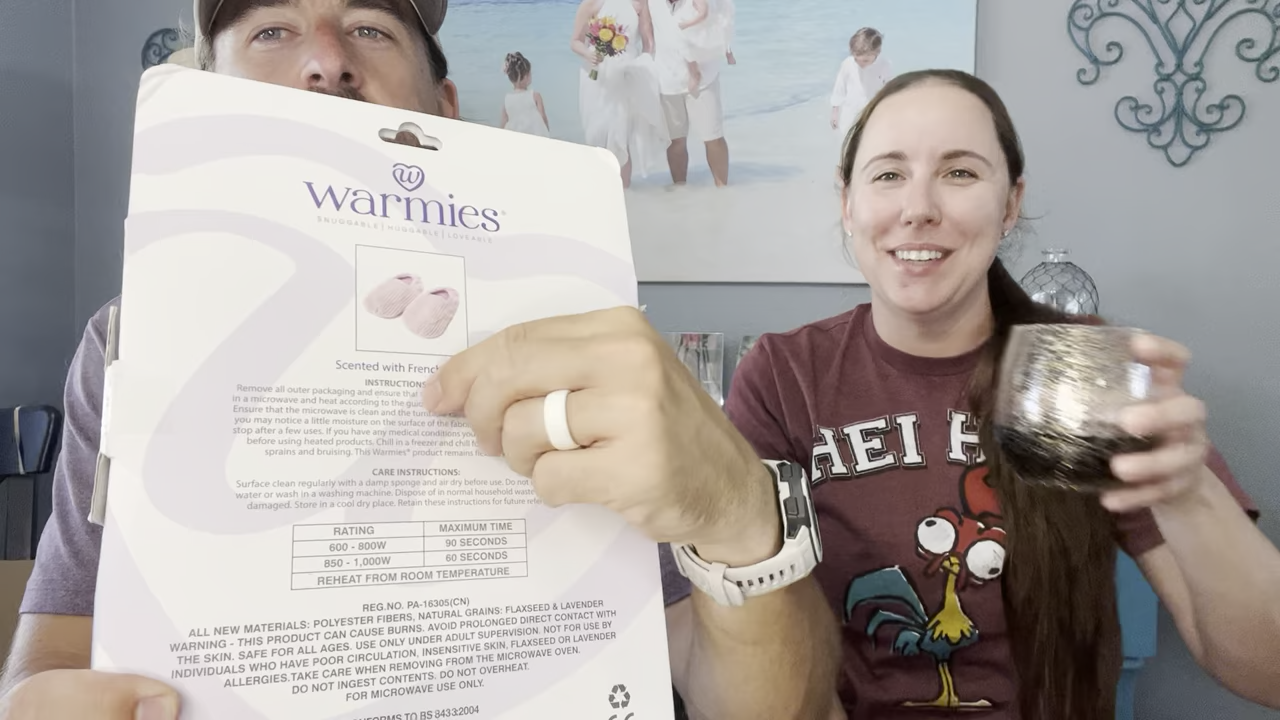 W
warmies®
SNUGGABLE | HUGGABLE | LOVEABLE
Scented with French
INSTRUCTIONS
Remove all outer packaging and ensure that
in a microwave and heat according to the
Ensure that the microwave is clean and the
you may notice a little moisture on the surface of the
stop after a few uses. If you have any medical conditions
before using heated products. Chill in a freezer and
sprains and bruising. This Warmies® product remains
CARE INSTRUCTIONS:
Surface clean regularly with a damp sponge and air dry before use. Do not
water or wash in a washing machine. Dispose of in normal household
damaged. Store in a cool dry place. Retain these instructions for future
RATING MAXIMUM TIME
600 - 800W 90 SECONDS
850 - 1,000W 60 SECONDS
REHEAT FROM ROOM TEMPERATURE
REG.NO. PA-16305(CN)
ALL NEW MATERIALS: POLYESTER FIBERS, NATURAL GRAINS: FLAXSEED & LAVENDER
WARNING - THIS PRODUCT CAN CAUSE BURNS. AVOID PROLONGED DIRECT CONTACT WITH
THE SKIN. SAFE FOR ALL AGES. USE ONLY UNDER ADULT SUPERVISION. NOT FOR USE BY
INDIVIDUALS WHO HAVE POOR CIRCULATION, INSENSITIVE SKIN, FLAXSEED OR LAVENDER
ALLERGIES.TAKE CARE WHEN REMOVING FROM THE MICROWAVE OVEN.
DO NOT INGEST CONTENTS. DO NOT OVERHEAT.
FOR MICROWAVE USE ONLY.
TO BS 8433:2004
HEI H